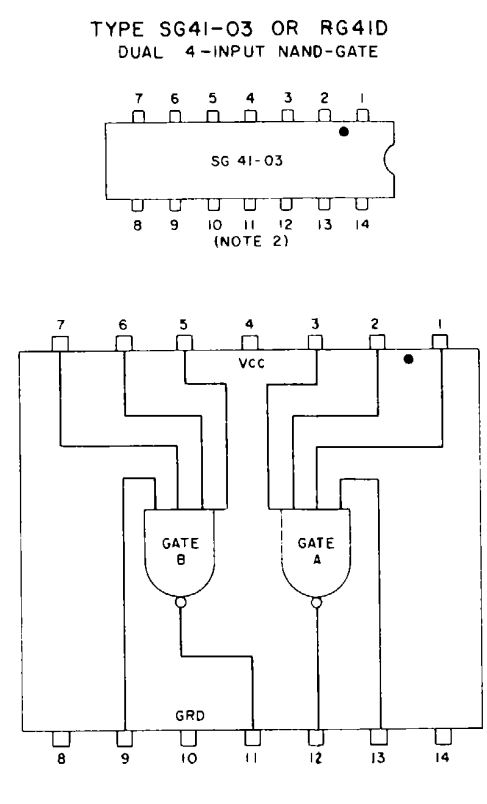 TYPE SG41-03 OR RG41D
DUAL 4-INPUT NAND-GATE
7 6 5 4 3 2 1
SG 41-03
8 9 10 11 12 13 14
(NOTE 2)
7 6 5 4 3 2 1
VCC
GATE B
GATE A
GRD
8 9 10 11 12 13 14